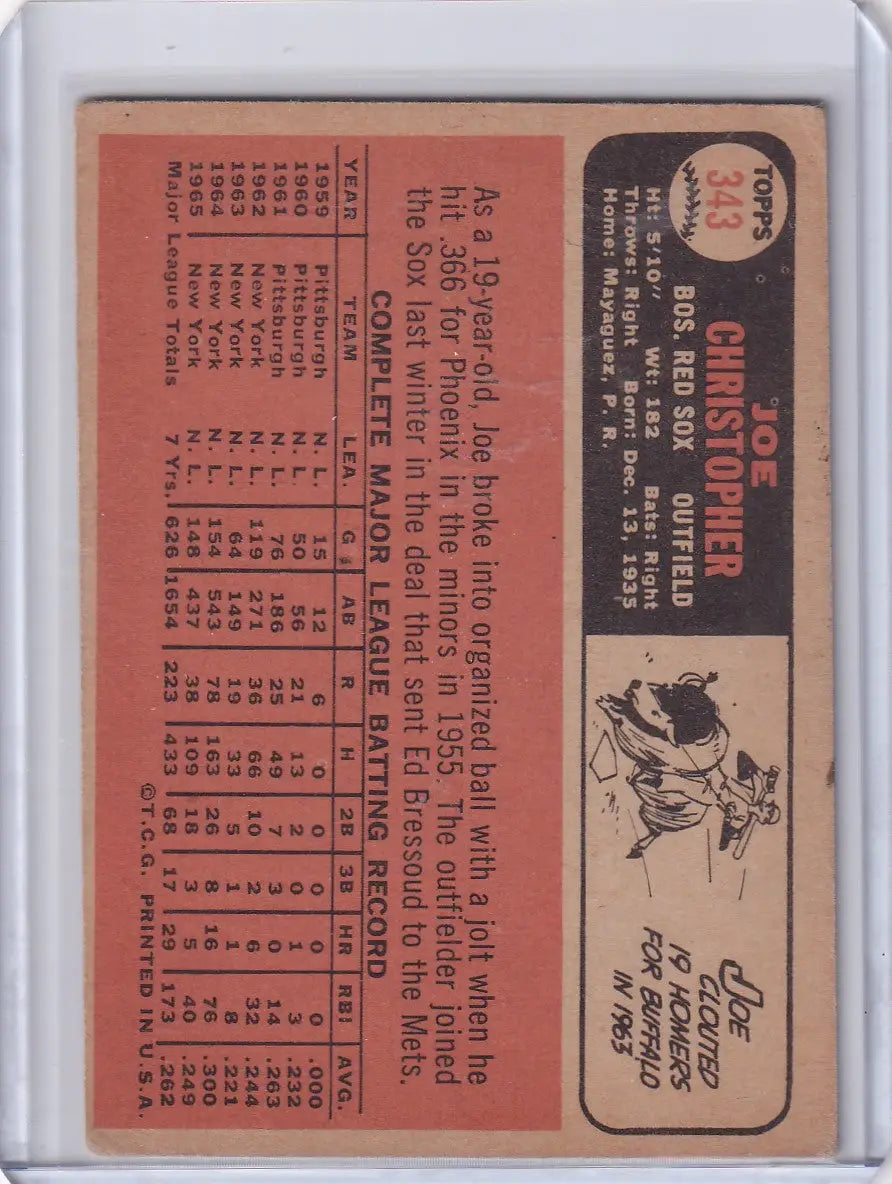 TOPPS
343
JOE
CHRISTOPHER
BOS. RED SOX OUTFIELD
Ht: 5'10" Wt: 182 Bats: Right
Throws: Right Born: Dec. 13, 1935
Home: Mayaguez, P. R.
JOE
CLOUTED
19 HOMERS
FOR BUFFALO
IN 1963
As a 19-year-old, Joe broke into organized ball with a jolt when he
hit .366 for Phoenix in the minors in 1955. The outfielder joined
the Sox last winter in the deal that sent Ed Bressoud to the Mets.
COMPLETE MAJOR LEAGUE BATTING RECORD
YEAR TEAM LEA. G AB R H 2B 3B HR RBI AVG.
1959 Pittsburgh N. L. 15 12 6 0 0 0 0 0 .000
1960 Pittsburgh N. L. 50 56 21 13 2 0 1 3 .232
1961 Pittsburgh N. L. 76 186 25 49 7 3 0 14 .263
1962 New York N. L. 119 271 36 66 10 2 6 32 .244
1963 New York N. L. 64 149 19 33 5 1 1 8 .221
1964 New York N. L. 154 543 78 163 26 8 16 76 .300
1965 New York N. L. 148 437 38 109 18 3 5 40 .249
Major League Totals 7 Yrs. 626 1654 223 433 68 17 29 173 .262
©T.C.G. PRINTED IN U.S.A.